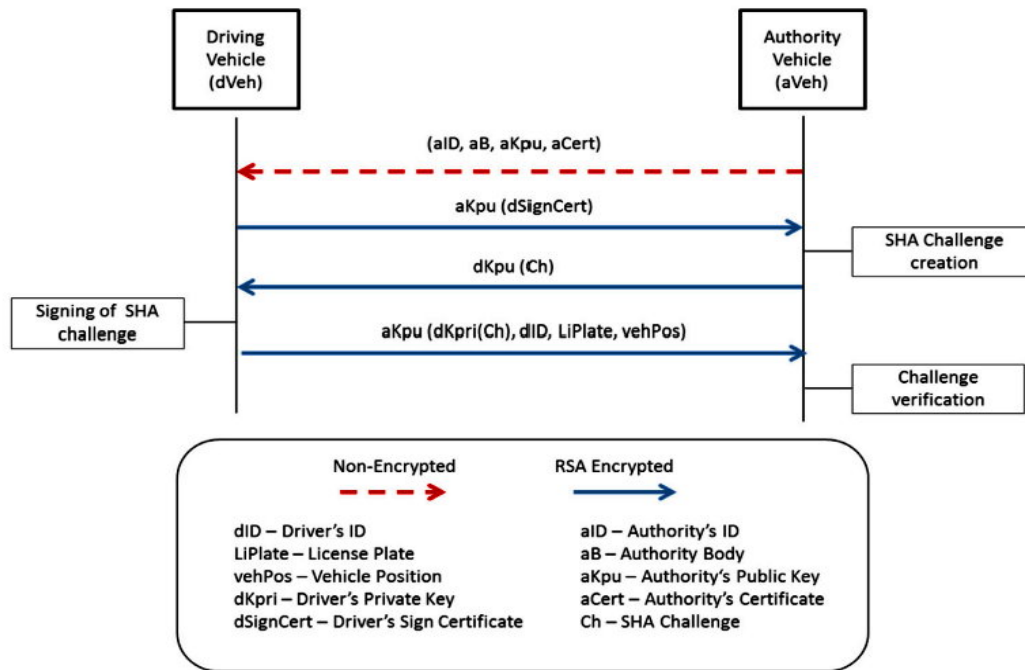 Driving
Vehicle
(dVeh)
Authority
Vehicle
(aVeh)
(aID, aB, aKpu, aCert)
aKpu (dSignCert)
SHA Challenge
creation
dKpu (Ch)
Signing of SHA
challenge
aKpu (dKpri(Ch), dID, LiPlate, vehPos)
Challenge
verification
Non-Encrypted
RSA Encrypted
dID – Driver's ID
LiPlate – License Plate
vehPos – Vehicle Position
dKpri – Driver's Private Key
dSignCert – Driver's Sign Certificate
aID – Authority's ID
aB – Authority Body
aKpu – Authority's Public Key
aCert – Authority's Certificate
Ch – SHA Challenge